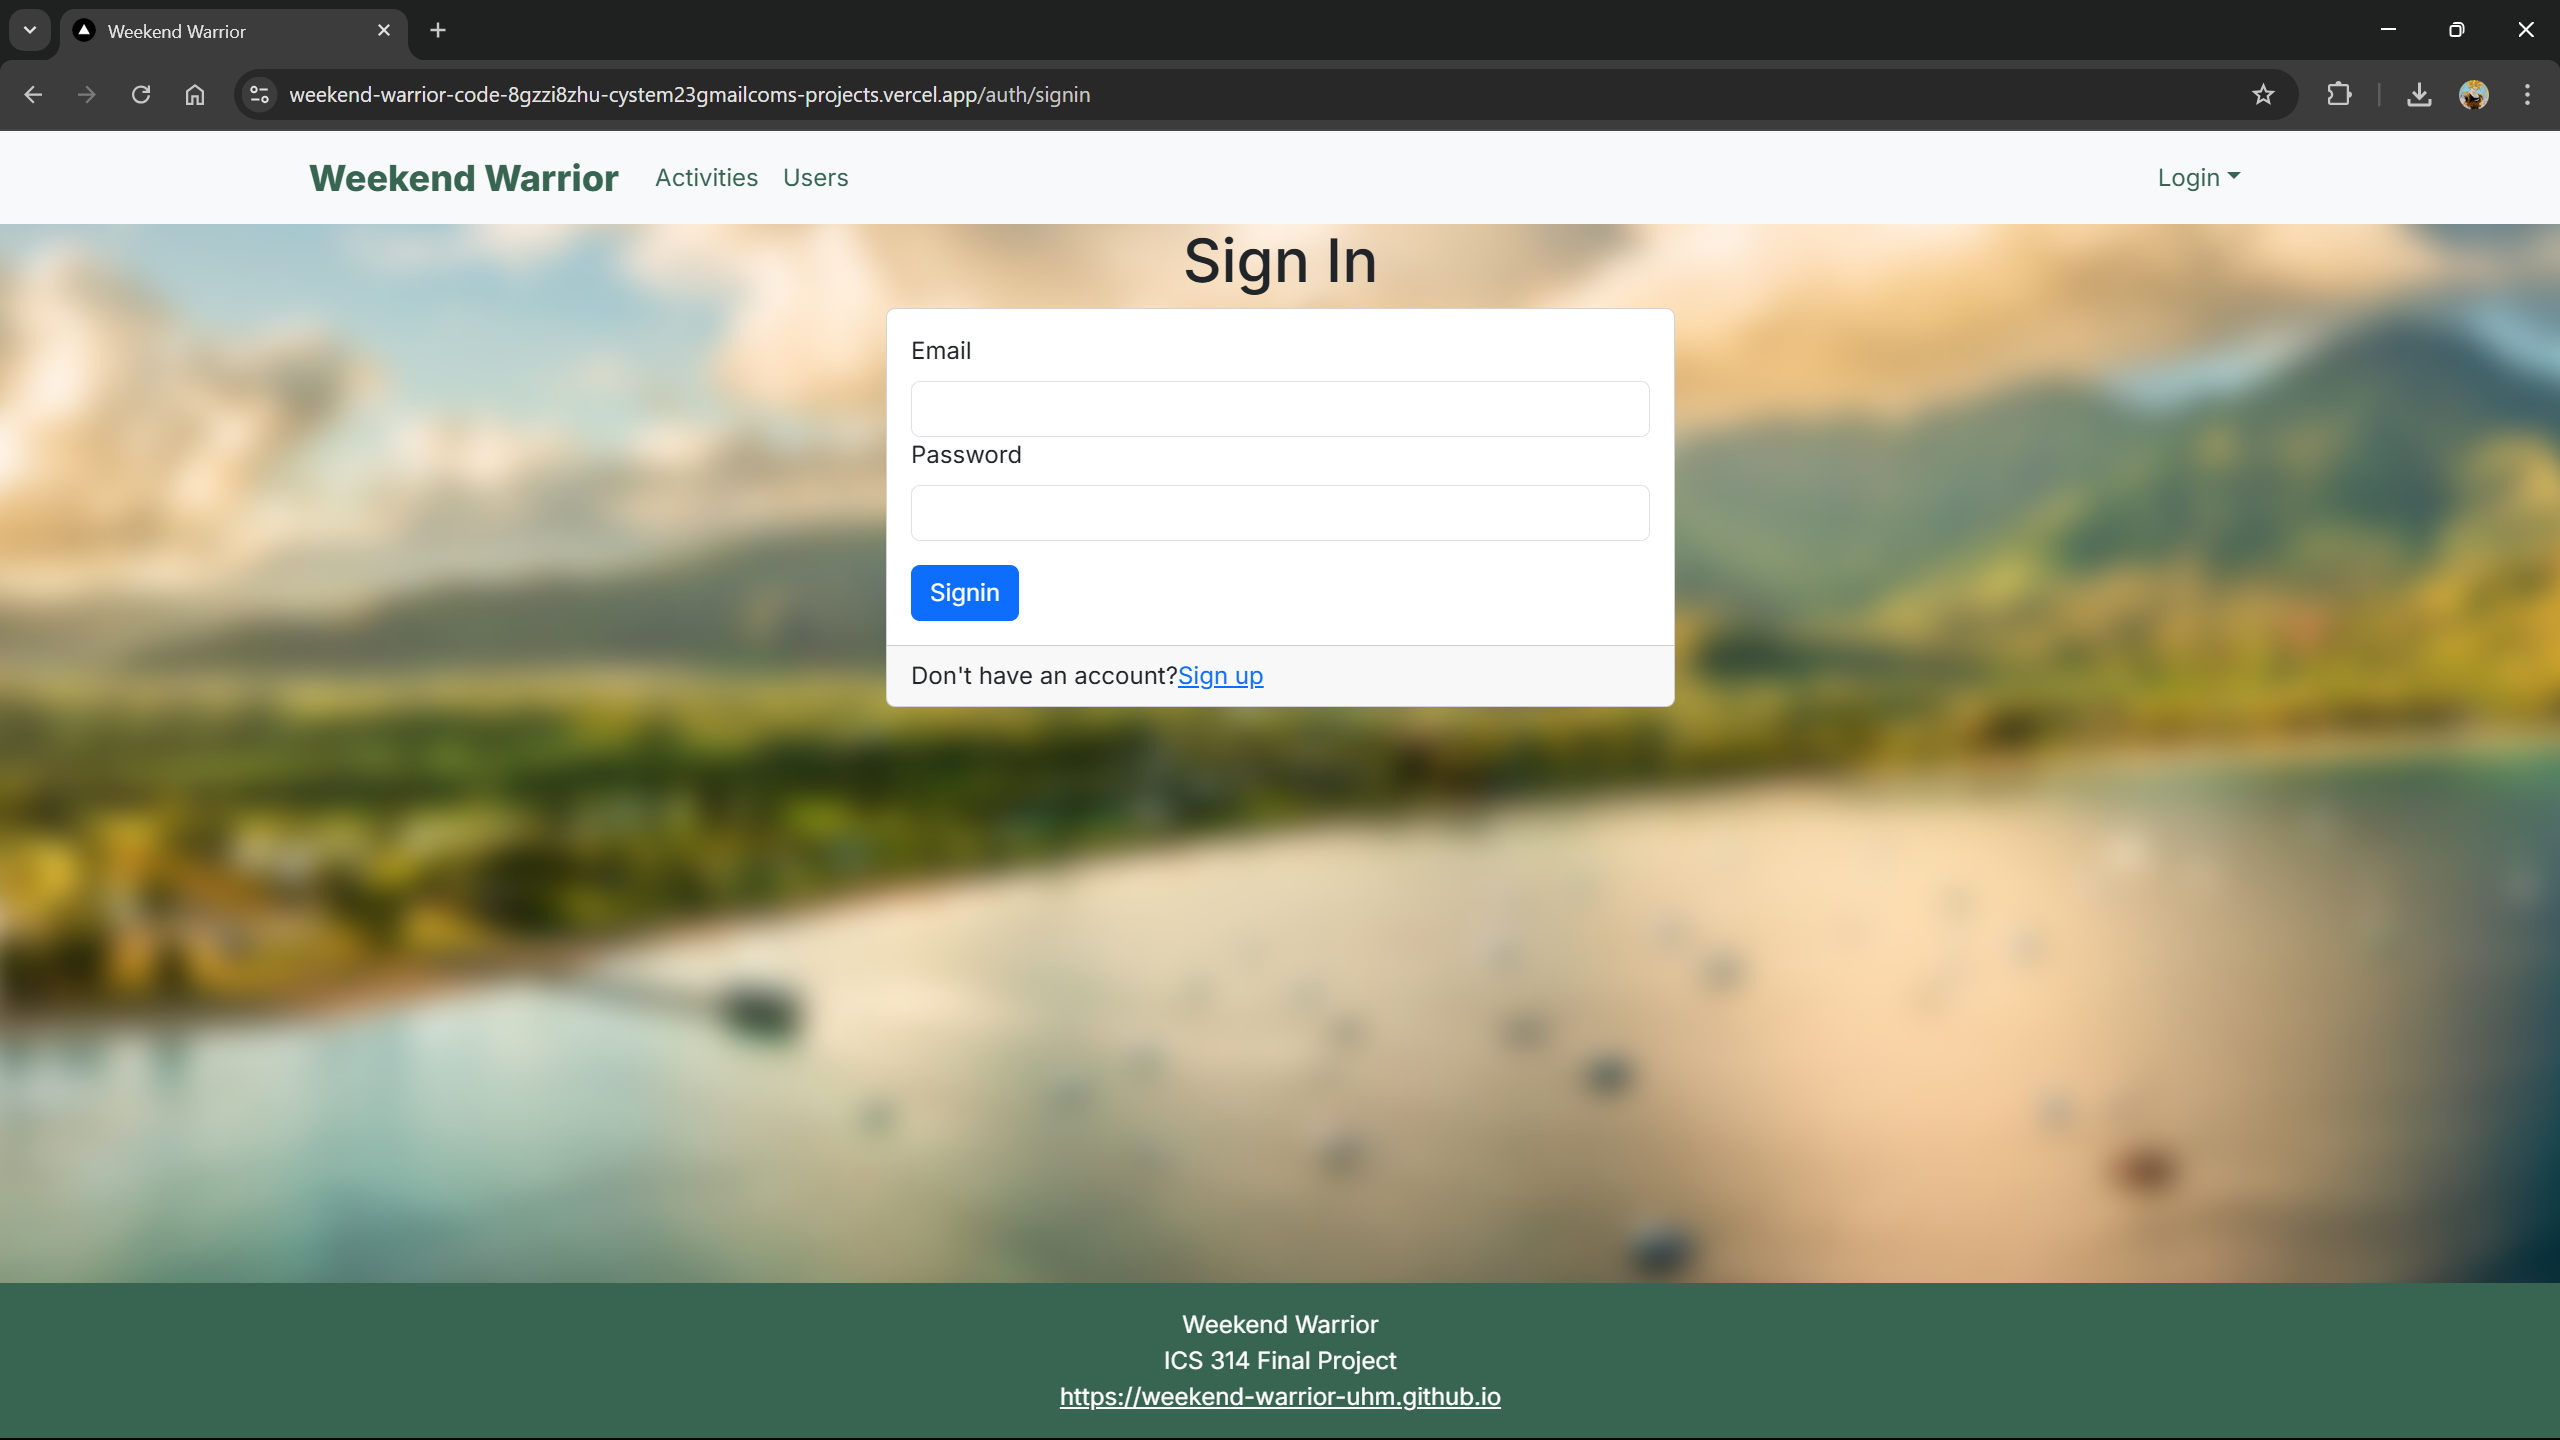 Weekend Warrior
weekend-warrior-code-8gzzi8zhu-cystem23gmailcoms-projects.vercel.app/auth/signin
Weekend Warrior Activities Users Login
Sign In
Email
Password
Signin
Don't have an account?Sign up
Weekend Warrior
ICS 314 Final Project
https://weekend-warrior-uhm.github.io